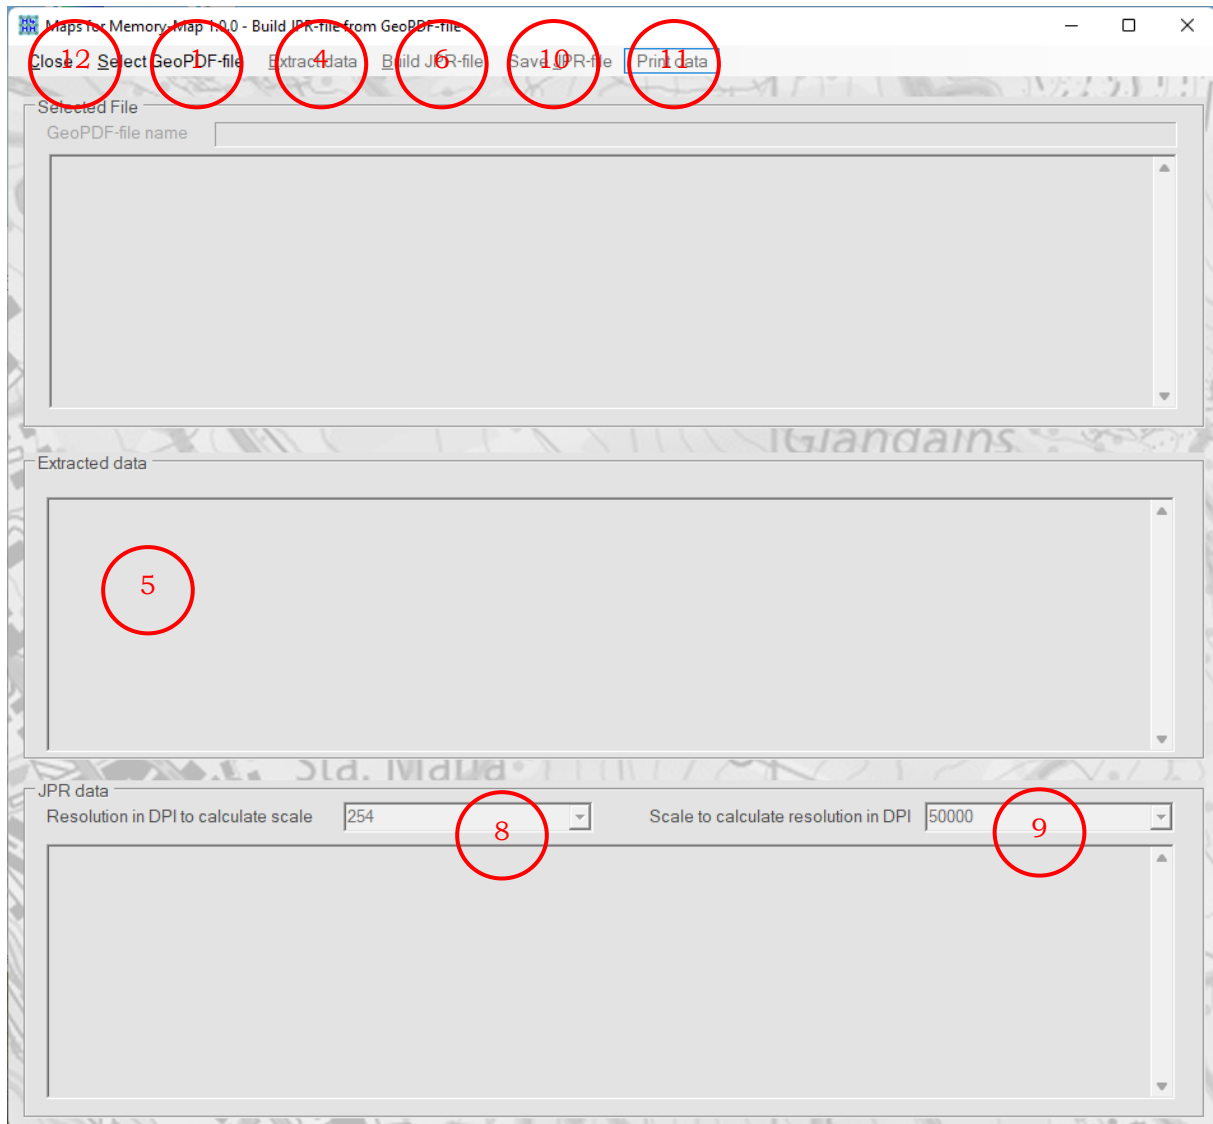 Maps for Memory-Map 1.0.0 - Build JPR-file from GeoPDF-file
Close Select GeoPDF-file Extract data Build JPR-file Save JPR-file Print data
12 1 4 6 10 11
Selected File
GeoPDF-file name
Giandains
Extracted data
5
Sta. Maria
JPR data
Resolution in DPI to calculate scale 254 Scale to calculate resolution in DPI 50000
8 9